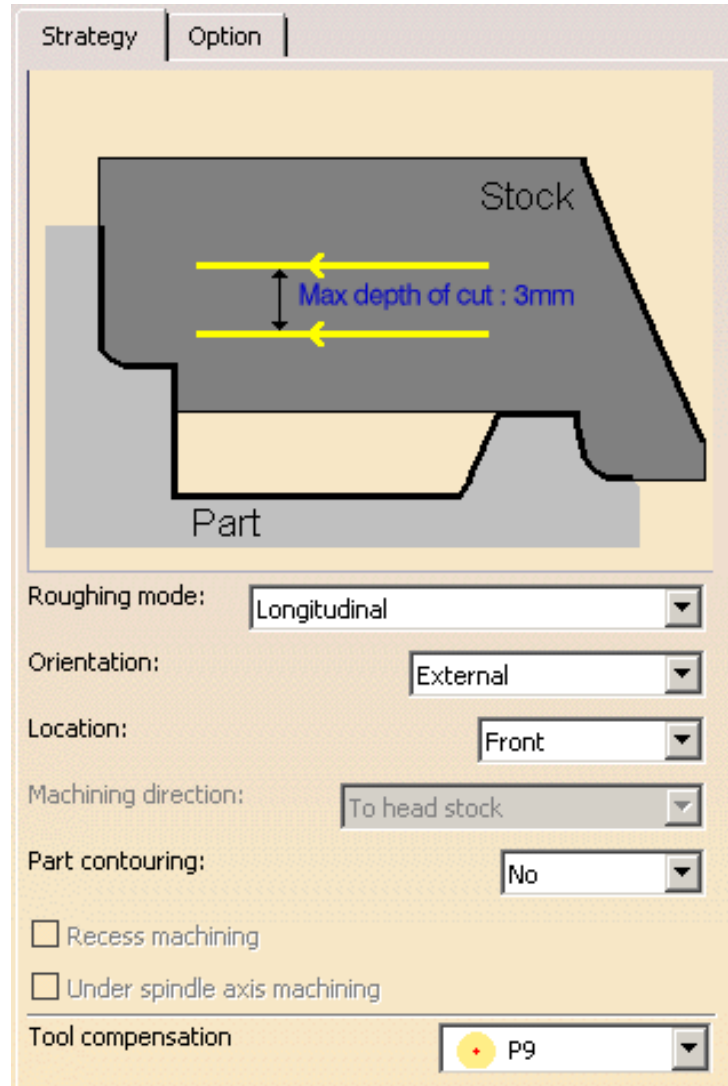 Strategy Option
Stock
Max depth of cut : 3mm
Part
Roughing mode: Longitudinal
Orientation: External
Location: Front
Machining direction: To head stock
Part contouring: No
Recess machining
Under spindle axis machining
Tool compensation P9